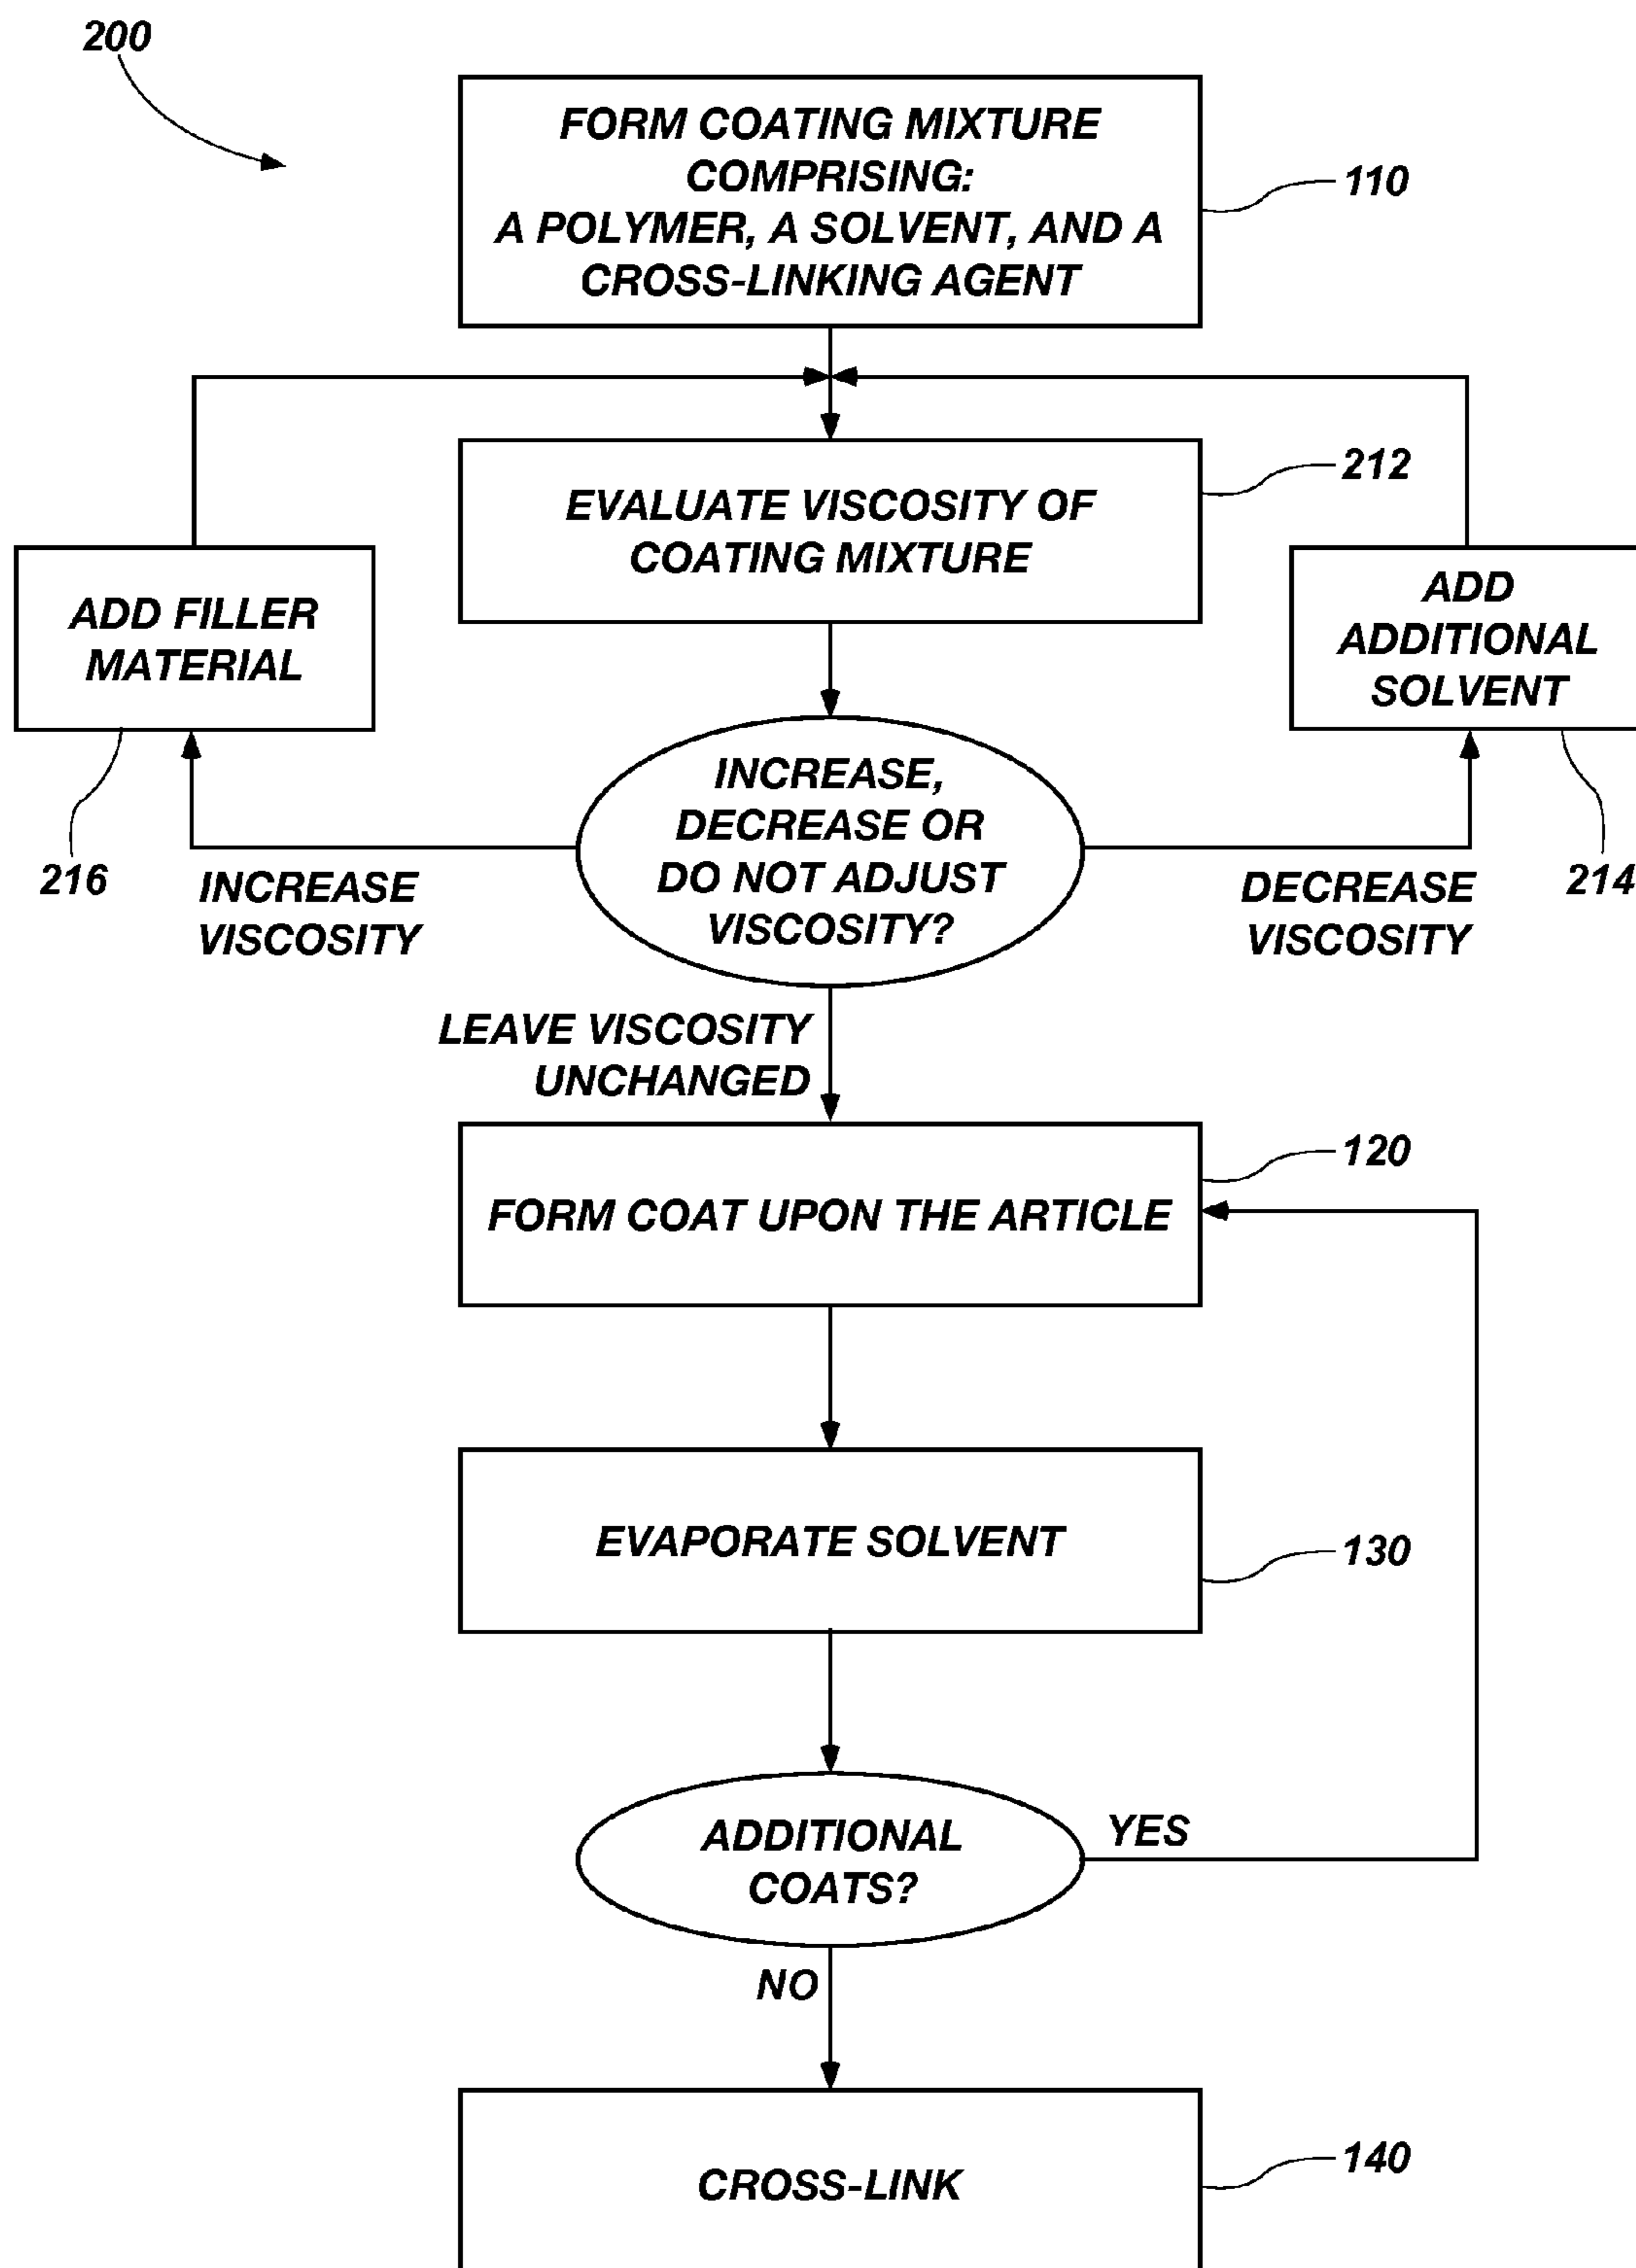 200
FORM COATING MIXTURE
COMPRISING:
A POLYMER, A SOLVENT, AND A
CROSS-LINKING AGENT
110
EVALUATE VISCOSITY OF
COATING MIXTURE
212
ADD FILLER
MATERIAL
216
ADD
ADDITIONAL
SOLVENT
214
INCREASE,
DECREASE OR
DO NOT ADJUST
VISCOSITY?
INCREASE
VISCOSITY
DECREASE
VISCOSITY
LEAVE VISCOSITY
UNCHANGED
FORM COAT UPON THE ARTICLE
120
EVAPORATE SOLVENT
130
ADDITIONAL
COATS?
YES
NO
CROSS-LINK
140